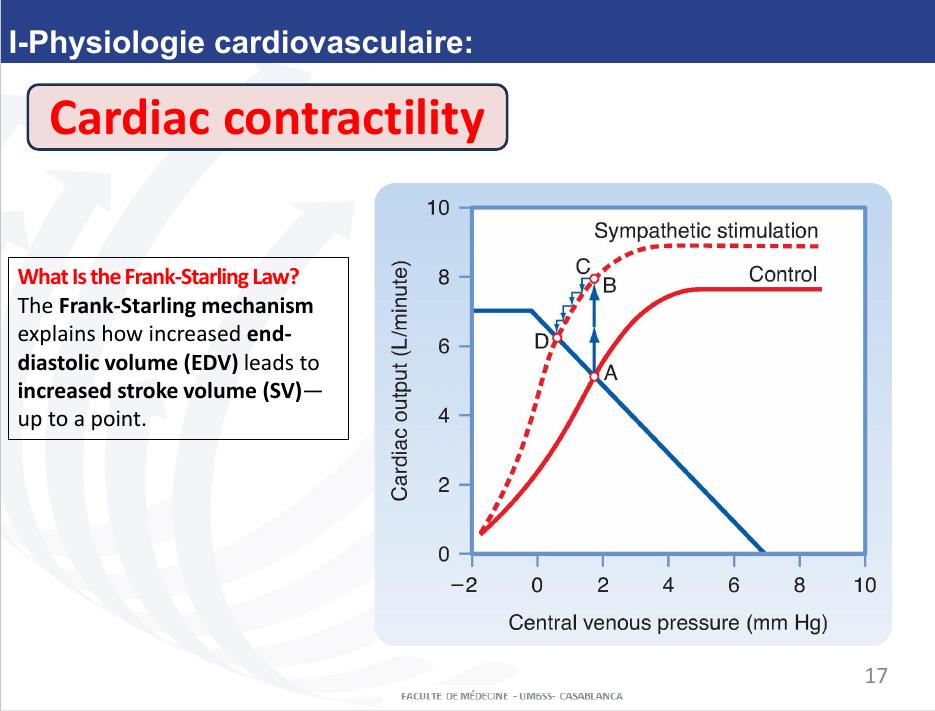 I-Physiologie cardiovasculaire:
Cardiac contractility
What Is the Frank-Starling Law?
The Frank-Starling mechanism
explains how increased end-
diastolic volume (EDV) leads to
increased stroke volume (SV)—
up to a point.
10
8
6
4
2
0
Cardiac output (L/minute)
Sympathetic stimulation
Control
C
B
D
A
−2 0 2 4 6 8 10
Central venous pressure (mm Hg)
17
FACULTE DE MÉDECINE - UM6SS- CASABLANCA